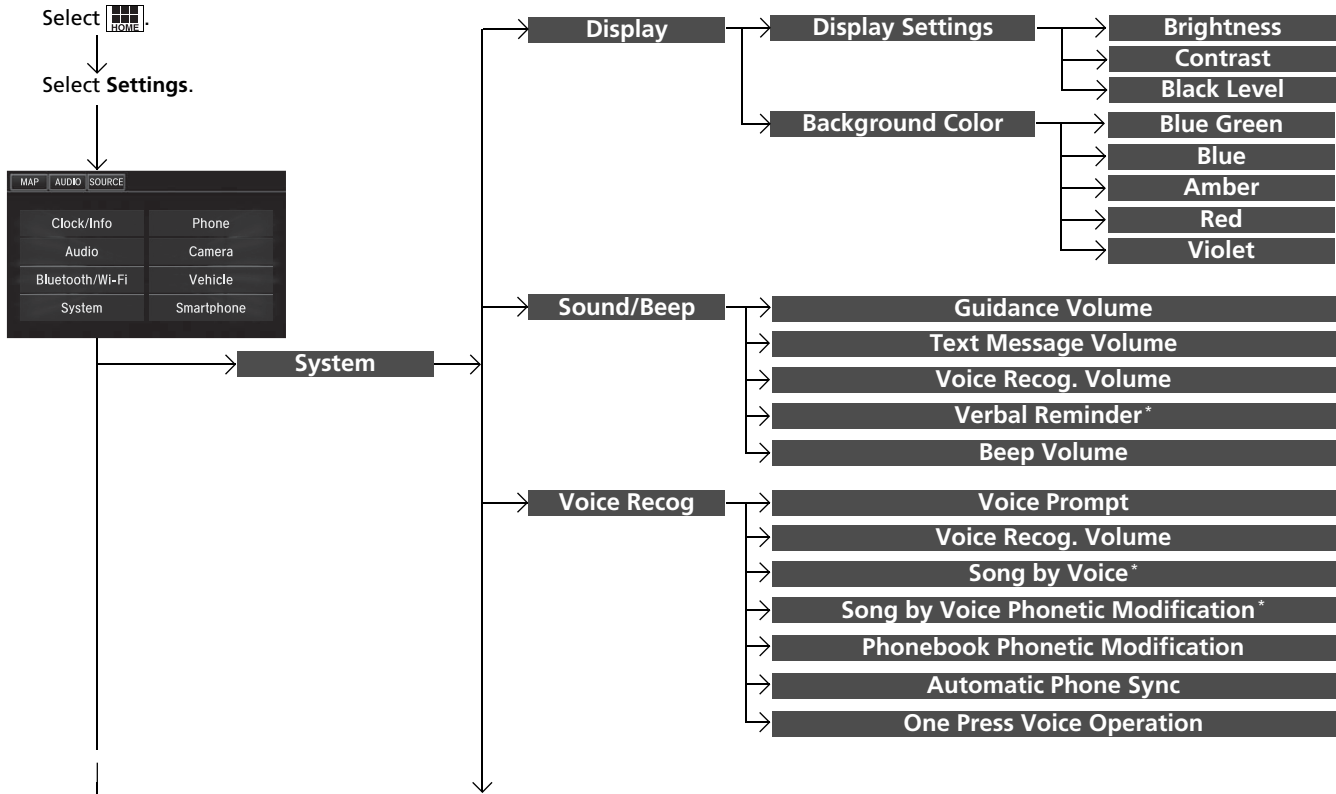 Select HOME.
Select Settings.
MAP AUDIO SOURCE
Clock/Info Phone
Audio Camera
Bluetooth/Wi-Fi Vehicle
System Smartphone
System
Display
Display Settings
Brightness
Contrast
Black Level
Background Color
Blue Green
Blue
Amber
Red
Violet
Sound/Beep
Guidance Volume
Text Message Volume
Voice Recog. Volume
Verbal Reminder*
Beep Volume
Voice Recog
Voice Prompt
Voice Recog. Volume
Song by Voice*
Song by Voice Phonetic Modification*
Phonebook Phonetic Modification
Automatic Phone Sync
One Press Voice Operation